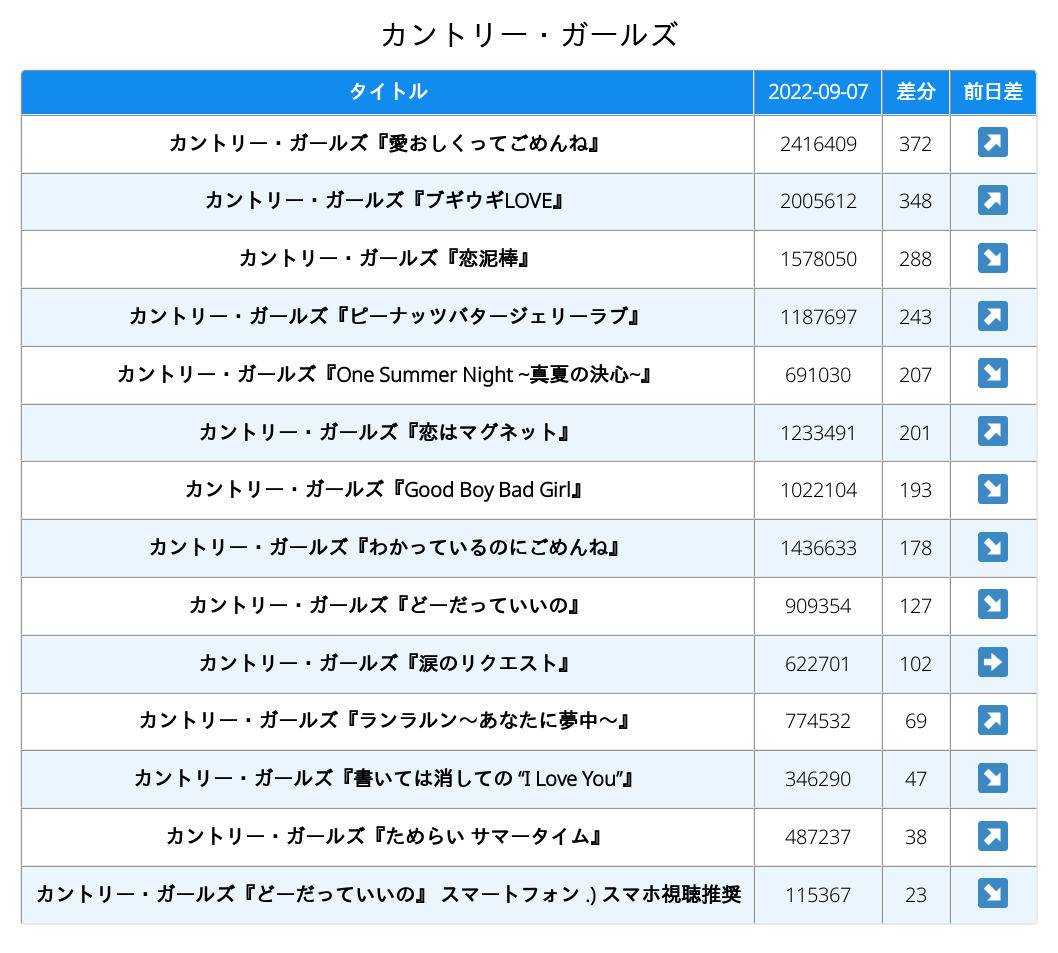 カントリー・ガールズ
タイトル 2022-09-07 差分 前日差
カントリー・ガールズ『愛おしくってごめんね』 2416409 372
カントリー・ガールズ『ブギウギLOVE』 2005612 348
カントリー・ガールズ『恋泥棒』 1578050 288
カントリー・ガールズ『ピーナッツバタージェリーラブ』 1187697 243
カントリー・ガールズ『One Summer Night ~真夏の決心~』 691030 207
カントリー・ガールズ『恋はマグネット』 1233491 201
カントリー・ガールズ『Good Boy Bad Girl』 1022104 193
カントリー・ガールズ『わかっているのにごめんね』 1436633 178
カントリー・ガールズ『どーだっていいの』 909354 127
カントリー・ガールズ『涙のリクエスト』 622701 102
カントリー・ガールズ『ランラルン～あなたに夢中～』 774532 69
カントリー・ガールズ『書いては消しての “I Love You”』 346290 47
カントリー・ガールズ『ためらい サマータイム』 487237 38
カントリー・ガールズ『どーだっていいの』 スマートフォン .) スマホ視聴推奨 115367 23